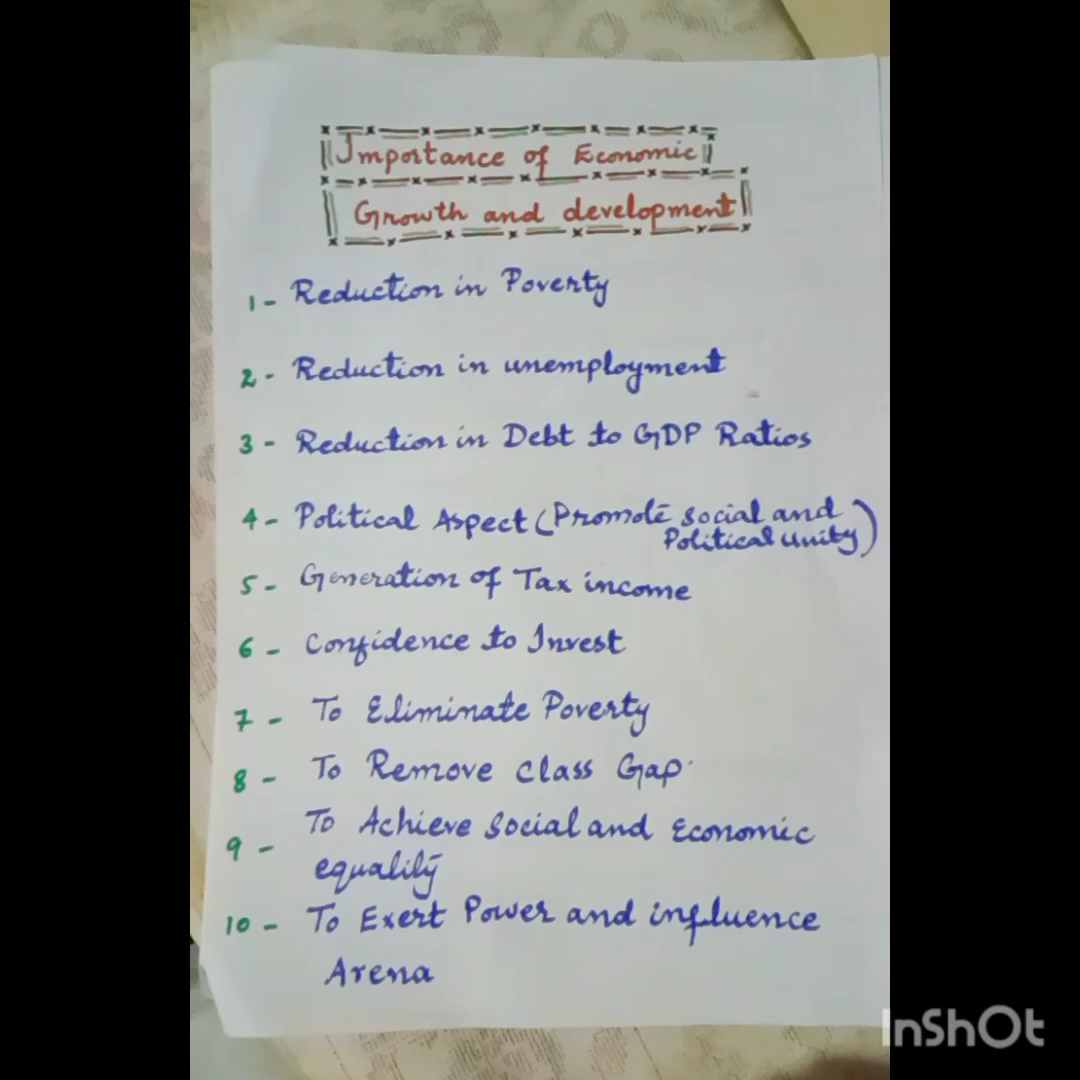 Importance of Economic
Growth and development
1- Reduction in Poverty
2- Reduction in unemployment
3- Reduction in Debt to GDP Ratios
4- Political Aspect (Promote social and
Political unity)
5- Generation of Tax income
6- Confidence to Invest
7- To Eliminate Poverty
8- To Remove Class Gap
9- To Achieve Social and Economic
equality
10- To Exert Power and influence
Arena
InShOt